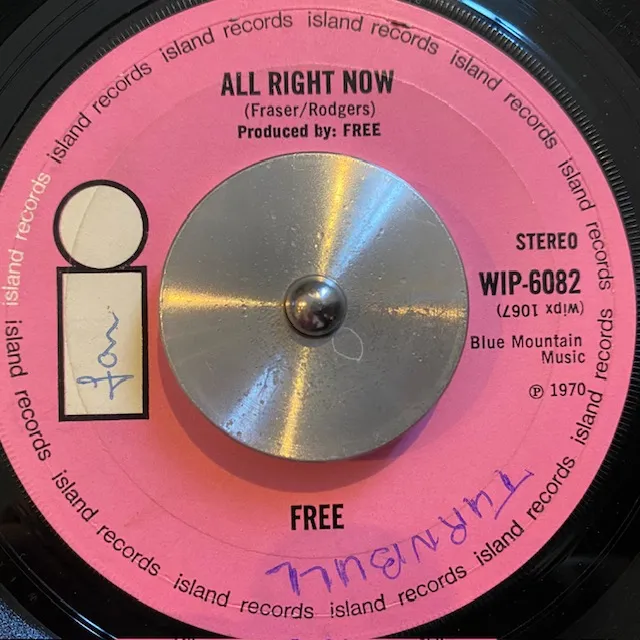 island records
island records
island records
island records
island records
island records
island records
island records
island records
island records
island records
island records
ALL RIGHT NOW
(Fraser/Rodgers)
Produced by: FREE
STEREO
WIP-6082
(wipx 1067)
Blue Mountain
Music
℗ 1970
FREE
TURNBULL